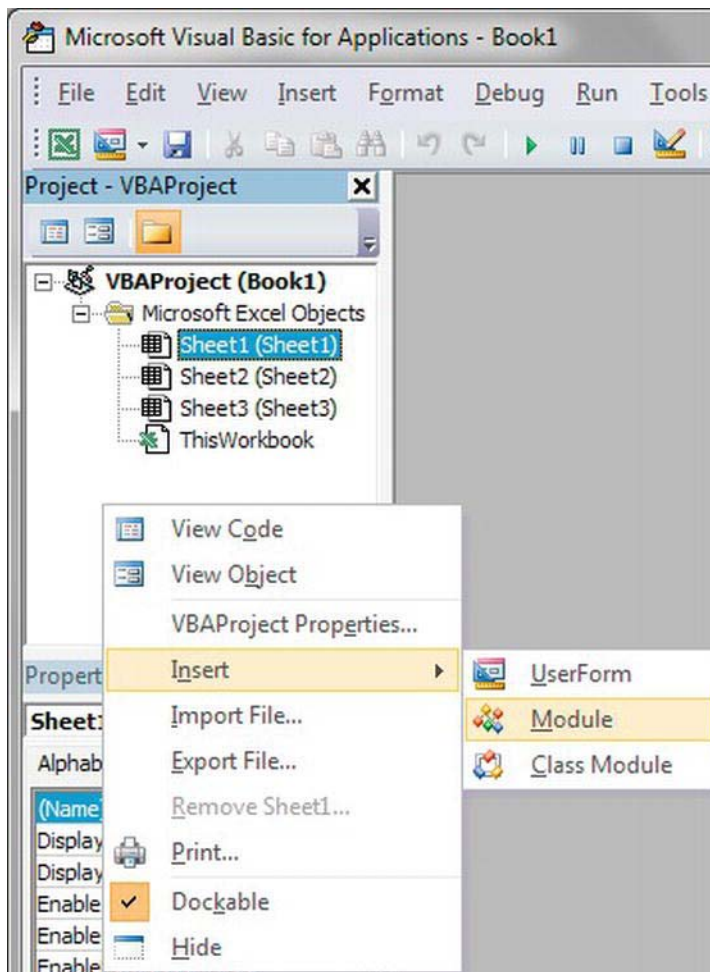 Microsoft Visual Basic for Applications - Book1
File Edit View Insert Format Debug Run Tools
Project - VBAProject
VBAProject (Book1)
Microsoft Excel Objects
Sheet1 (Sheet1)
Sheet2 (Sheet2)
Sheet3 (Sheet3)
ThisWorkbook
View Code
View Object
VBAProject Properties...
Insert
Import File...
Export File...
Remove Sheet1...
Print...
Dockable
Hide
UserForm
Module
Class Module
Propert
Sheet1
Alphab
(Name)
Display
Display
Enable
Enable
Enable